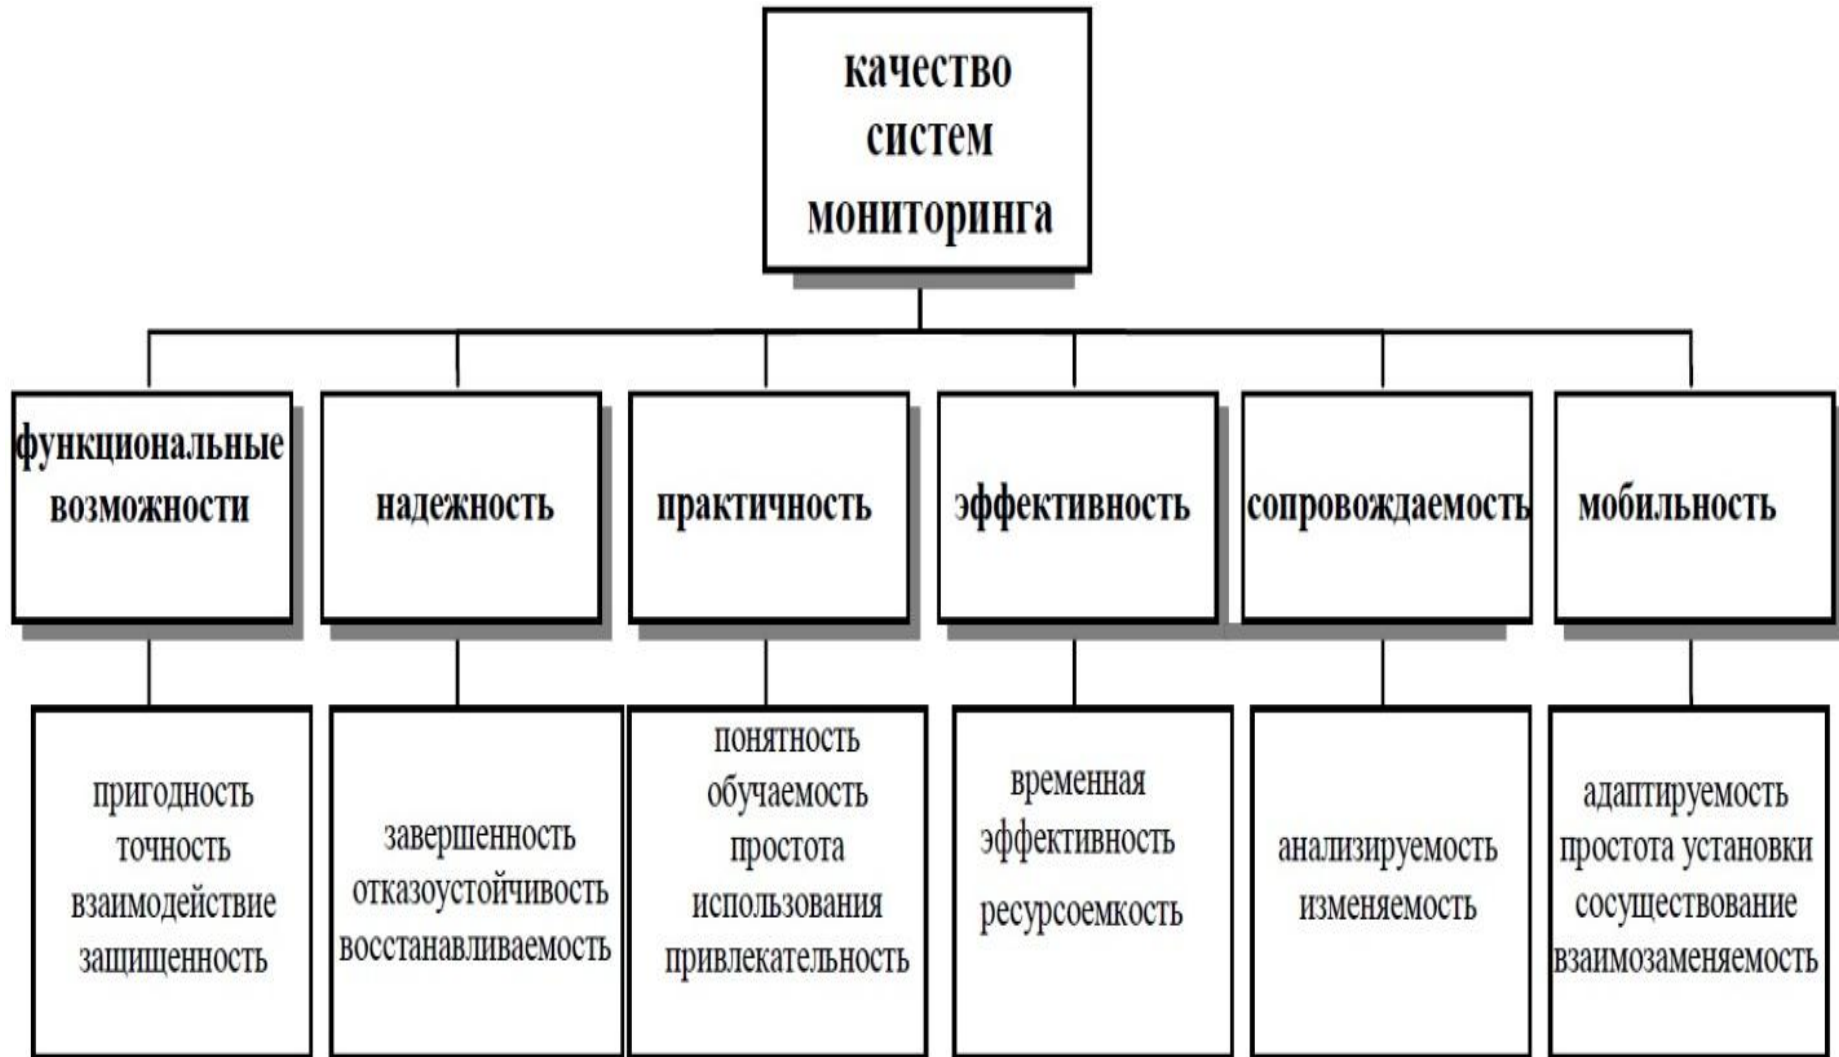 качество
систем
мониторинга
функциональные
возможности
надежность
практичность
эффективность
сопровождаемость
мобильность
пригодность
точность
взаимодействие
защищенность
завершенность
отказоустойчивость
восстанавливаемость
понятность
обучаемость
простота
использования
привлекательность
временная
эффективность
ресурсоемкость
анализируемость
изменяемость
адаптируемость
простота установки
сосуществование
взаимозаменяемость